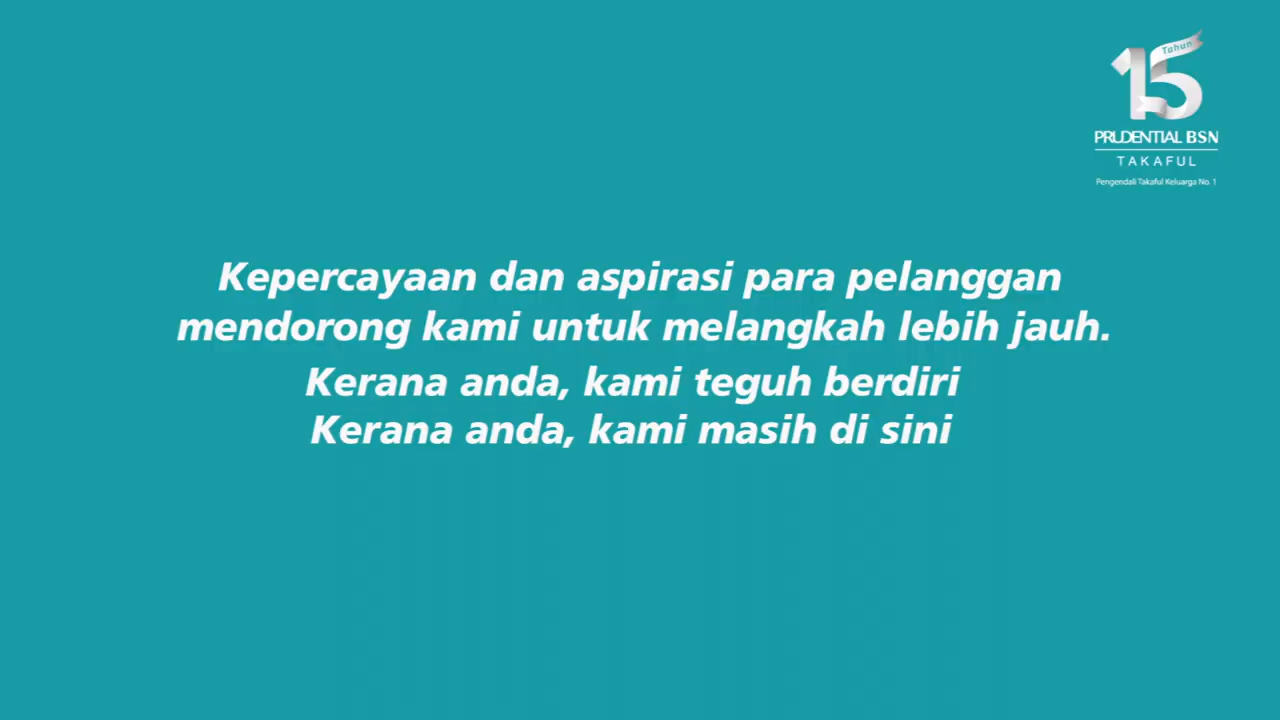 15
Tahun
PRUDENTIAL BSN
TAKAFUL
Pengendali Takaful Keluarga No. 1
Kepercayaan dan aspirasi para pelanggan
mendorong kami untuk melangkah lebih jauh.
Kerana anda, kami teguh berdiri
Kerana anda, kami masih di sini